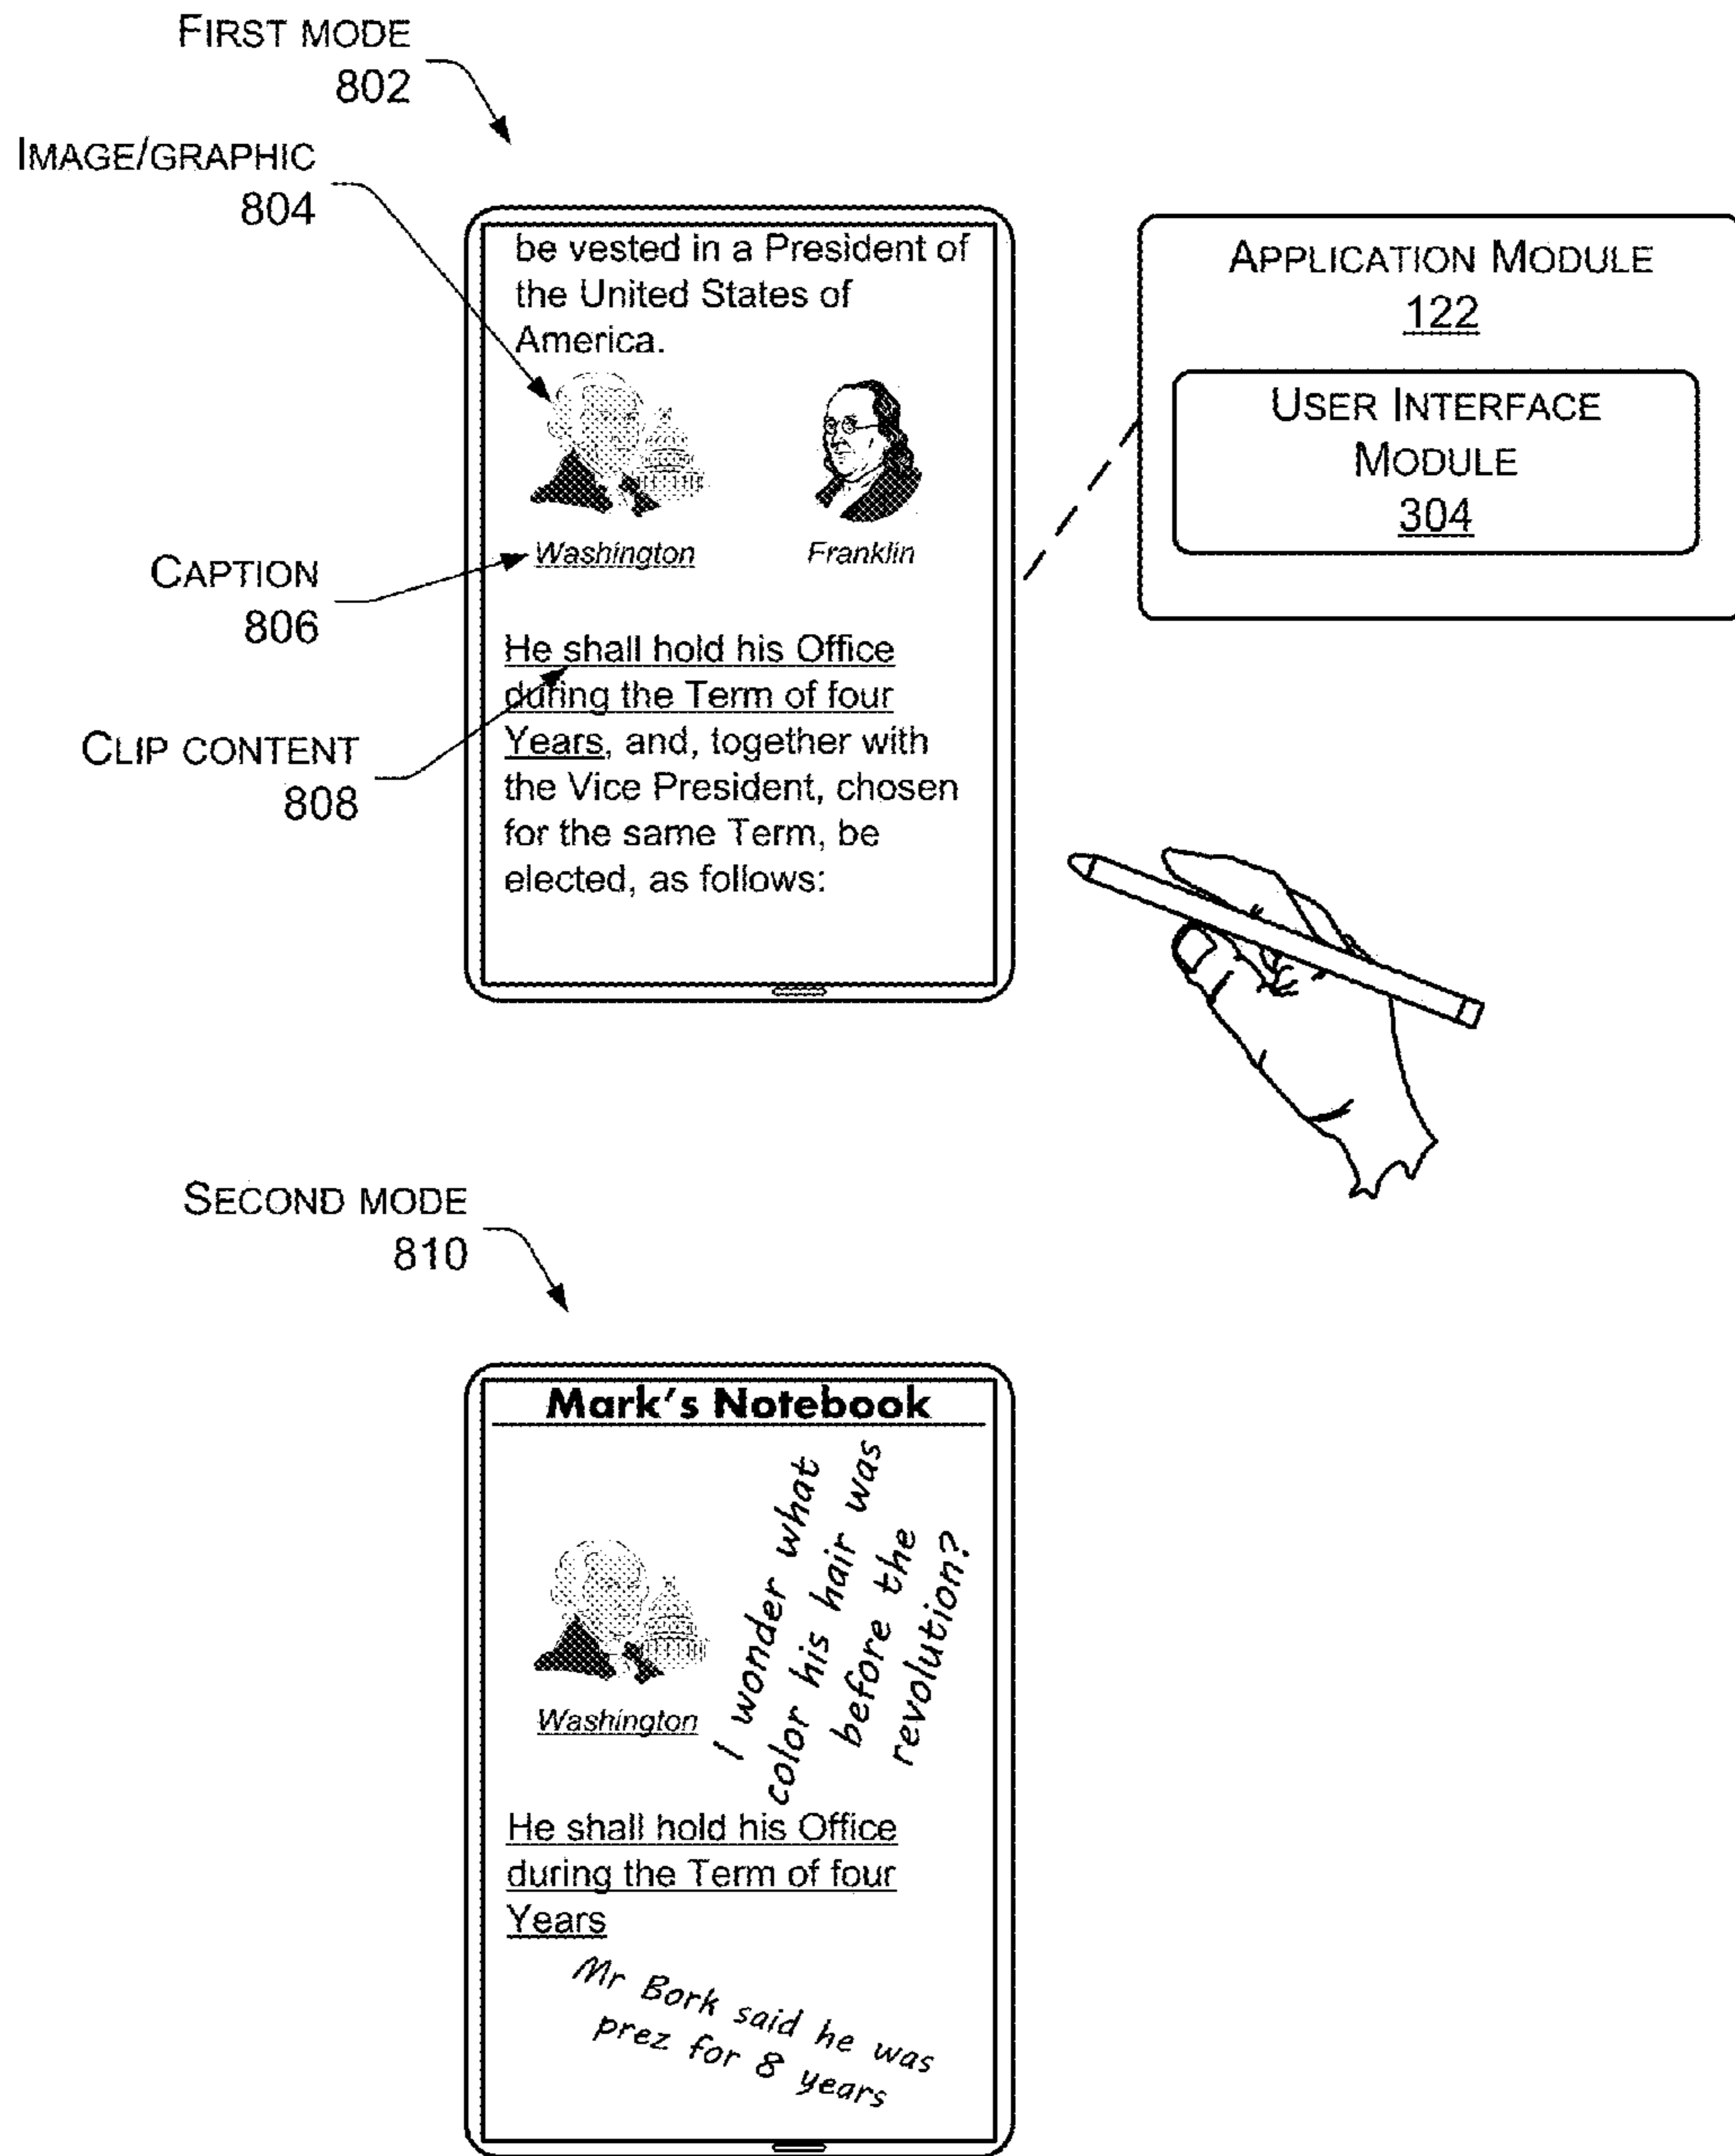 FIRST MODE
802
IMAGE/GRAPHIC
804
be vested in a President of
the United States of
America.
Washington
Franklin
CAPTION
806
He shall hold his Office
during the Term of four
Years, and, together with
the Vice President, chosen
for the same Term, be
elected, as follows:
CLIP CONTENT
808
APPLICATION MODULE
122
USER INTERFACE
MODULE
304
SECOND MODE
810
Mark's Notebook
I wonder what
color his hair was
before the
revolution?
Washington
He shall hold his Office
during the Term of four
Years
Mr Bork said he was
prez for 8 years